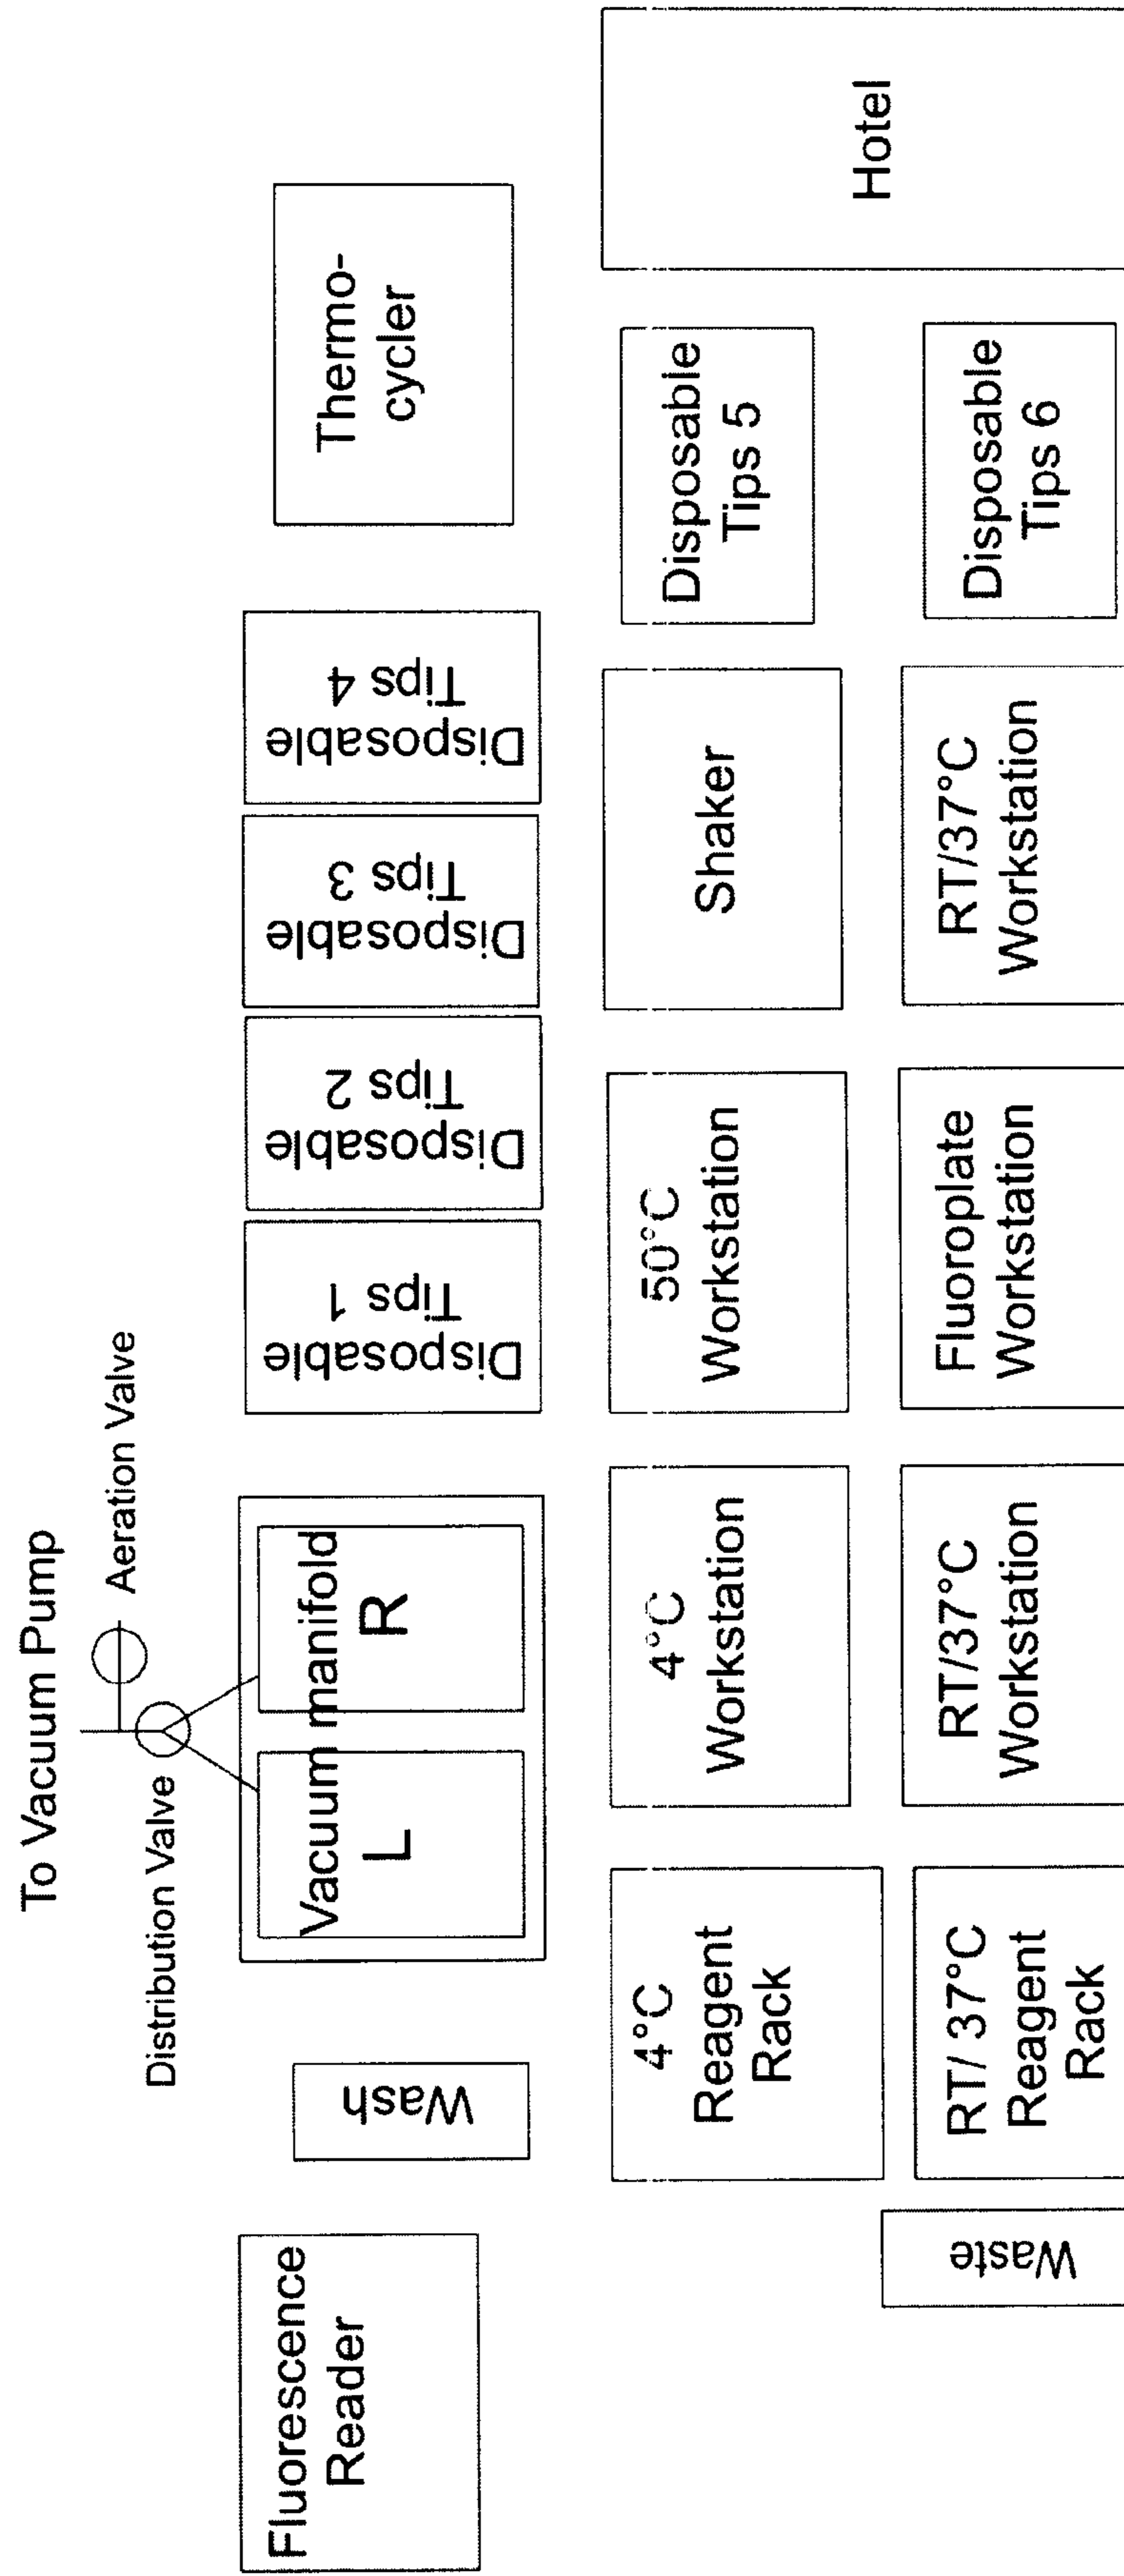 To Vacuum Pump
Aeration Valve
Distribution Valve
Fluorescence
Reader
Wash
Vacuum manifold
L
R
Disposable
Tips 1
Disposable
Tips 2
Disposable
Tips 3
Disposable
Tips 4
Thermo-
cycler
4°C
Reagent
Rack
4°C
Workstation
50°C
Workstation
Shaker
Disposable
Tips 5
Hotel
Waste
RT/ 37°C
Reagent
Rack
RT/37°C
Workstation
Fluoroplate
Workstation
RT/37°C
Workstation
Disposable
Tips 6